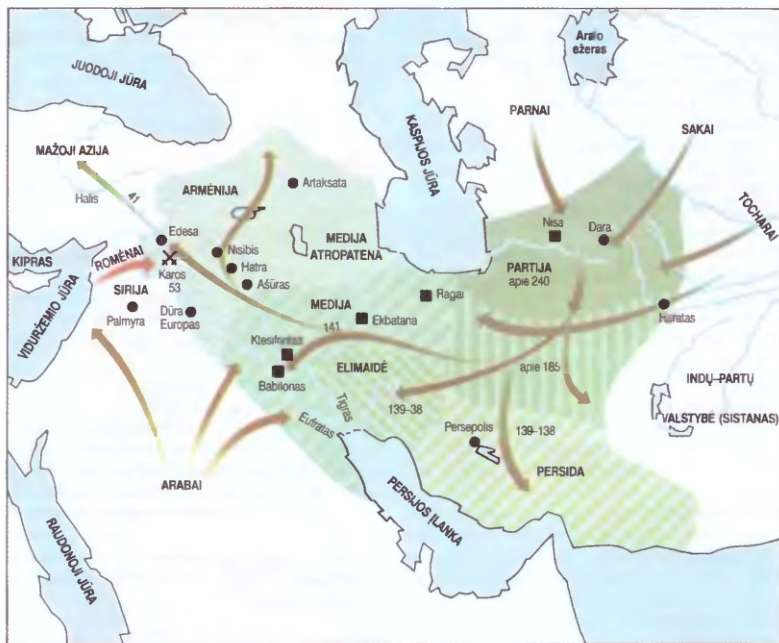 Aralo
ežeras
JUODOJI JŪRA
PARNAI
SAKAI
KASPIJOS JŪRA
MAŽOJI AZIJA
Halis
41
ARMĖNIJA
Artaksata
TOCHARAI
Nisa
Dara
Edesa
MEDIJA
ATROPATENA
KIPRAS
ROMĖNAI
Nisibis
Karos
53
Hatra
PARTIJA
apie 240
SIRIJA
Ašūras
VIDURŽEMIO JŪRA
Ragai
MEDIJA
Palmyra
Dūra
Europas
141
Ekbatana
Haratas
Ktesifontas
ELIMAIDĖ
apie 185
Babilonas
INDŲ–PARTŲ
VALSTYBĖ (SISTANAS)
139–38
Tigras
Eufratas
Persepolis
139–138
ARABAI
PERSIDA
PERSIJOS ĮLANKA
RAUDONOJI JŪRA